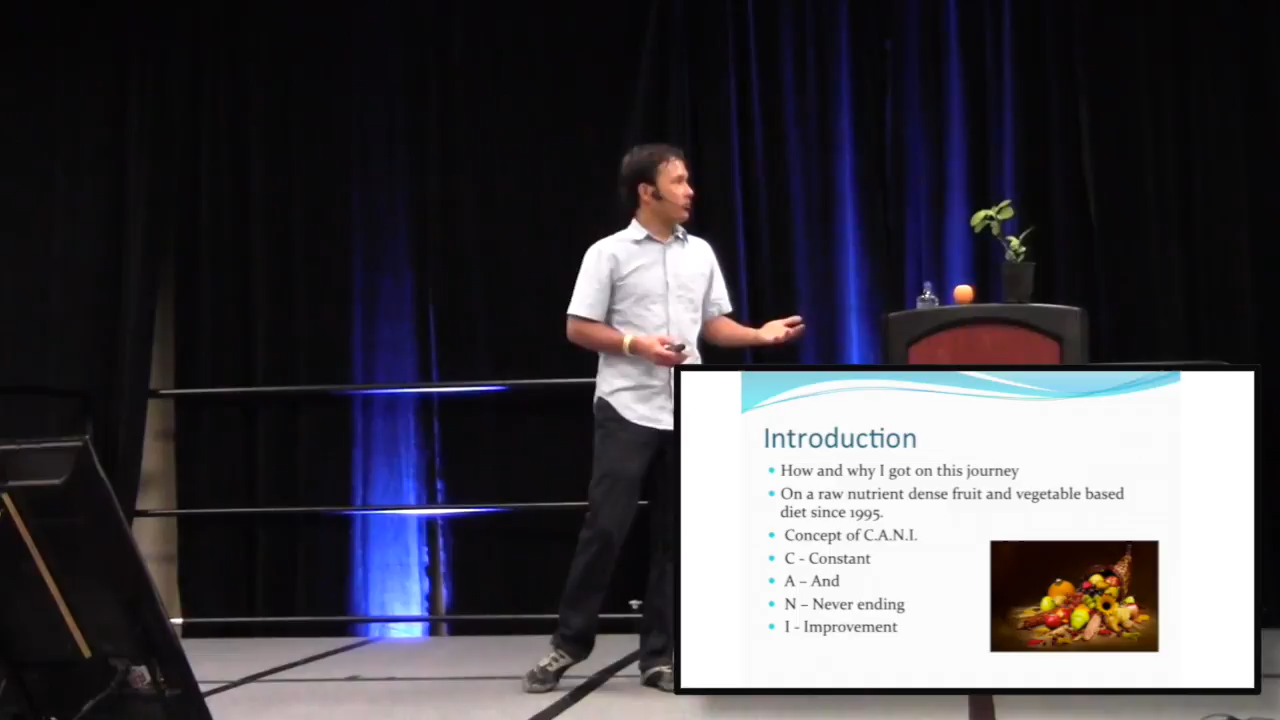 Introduction
How and why I got on this journey
On a raw nutrient dense fruit and vegetable based
diet since 1995.
Concept of C.A.N.I.
C - Constant
A – And
N – Never ending
I - Improvement